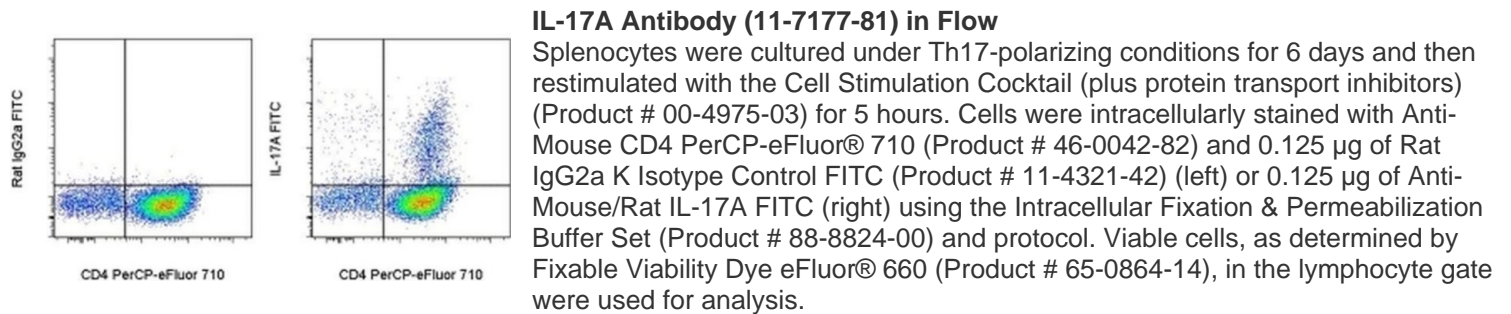 IL-17A Antibody (11-7177-81) in Flow
Splenocytes were cultured under Th17-polarizing conditions for 6 days and then
restimulated with the Cell Stimulation Cocktail (plus protein transport inhibitors)
(Product # 00-4975-03) for 5 hours. Cells were intracellularly stained with Anti-
Mouse CD4 PerCP-eFluor® 710 (Product # 46-0042-82) and 0.125 µg of Rat
IgG2a K Isotype Control FITC (Product # 11-4321-42) (left) or 0.125 µg of Anti-
Mouse/Rat IL-17A FITC (right) using the Intracellular Fixation & Permeabilization
Buffer Set (Product # 88-8824-00) and protocol. Viable cells, as determined by
Fixable Viability Dye eFluor® 660 (Product # 65-0864-14), in the lymphocyte gate
were used for analysis.
Rat IgG2a FITC
CD4 PerCP-eFluor 710
IL-17A FITC
CD4 PerCP-eFluor 710